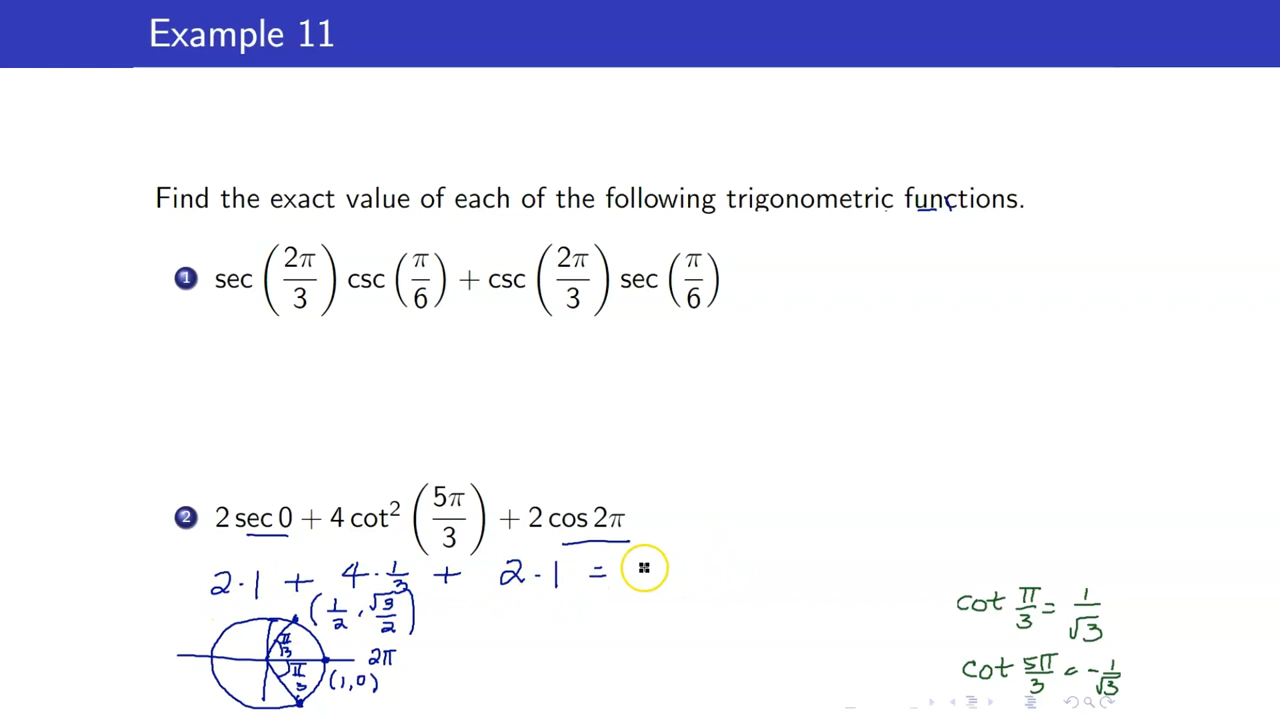 Example 11
Find the exact value of each of the following trigonometric functions.
1 sec(2π/3) csc(π/6) + csc(2π/3) sec(π/6)
2 2 sec 0 + 4 cot²(5π/3) + 2 cos 2π
2·1 + 4·1/3 + 2·1 =
(1/2, √3/2)
π/3
2π
π/3
(1,0)
cot π/3 = 1/√3
cot 5π/3 = -1/√3